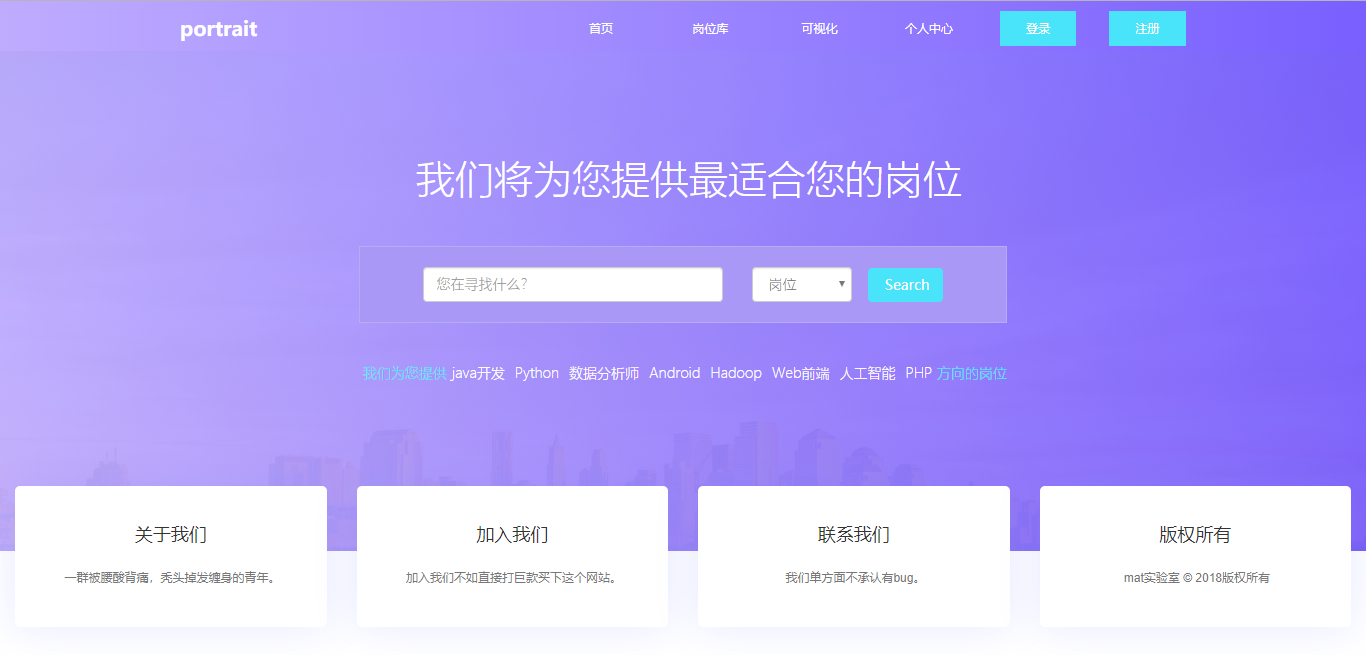 portrait 首页 岗位库 可视化 个人中心 登录 注册
我们将为您提供最适合您的岗位
您在寻找什么? 岗位 Search
我们为您提供 java开发 Python 数据分析师 Android Hadoop Web前端 人工智能 PHP 方向的岗位
关于我们
一群被腰酸背痛，秃头掉发缠身的青年。
加入我们
加入我们不如直接打巨款买下这个网站。
联系我们
我们单方面不承认有bug。
版权所有
mat实验室 © 2018版权所有